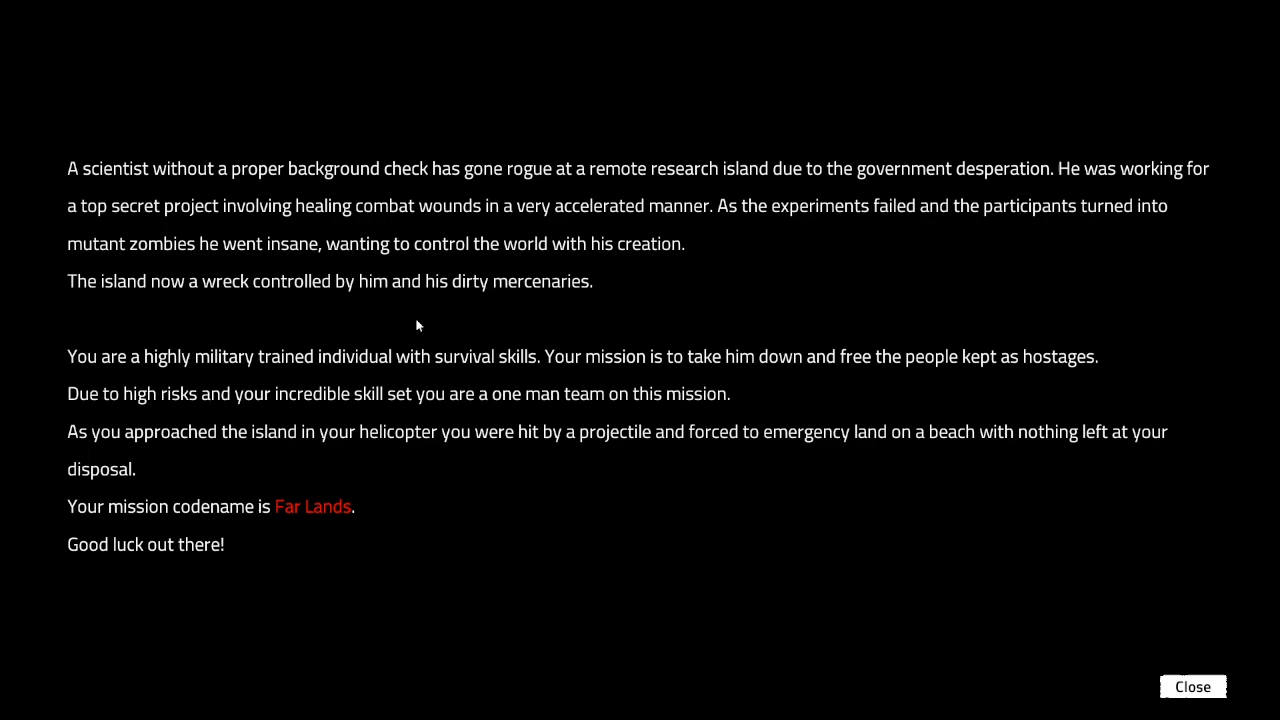 A scientist without a proper background check has gone rogue at a remote research island due to the government desperation. He was working for
a top secret project involving healing combat wounds in a very accelerated manner. As the experiments failed and the participants turned into
mutant zombies he went insane, wanting to control the world with his creation.
The island now a wreck controlled by him and his dirty mercenaries.
You are a highly military trained individual with survival skills. Your mission is to take him down and free the people kept as hostages.
Due to high risks and your incredible skill set you are a one man team on this mission.
As you approached the island in your helicopter you were hit by a projectile and forced to emergency land on a beach with nothing left at your
disposal.
Your mission codename is Far Lands.
Good luck out there!
Close